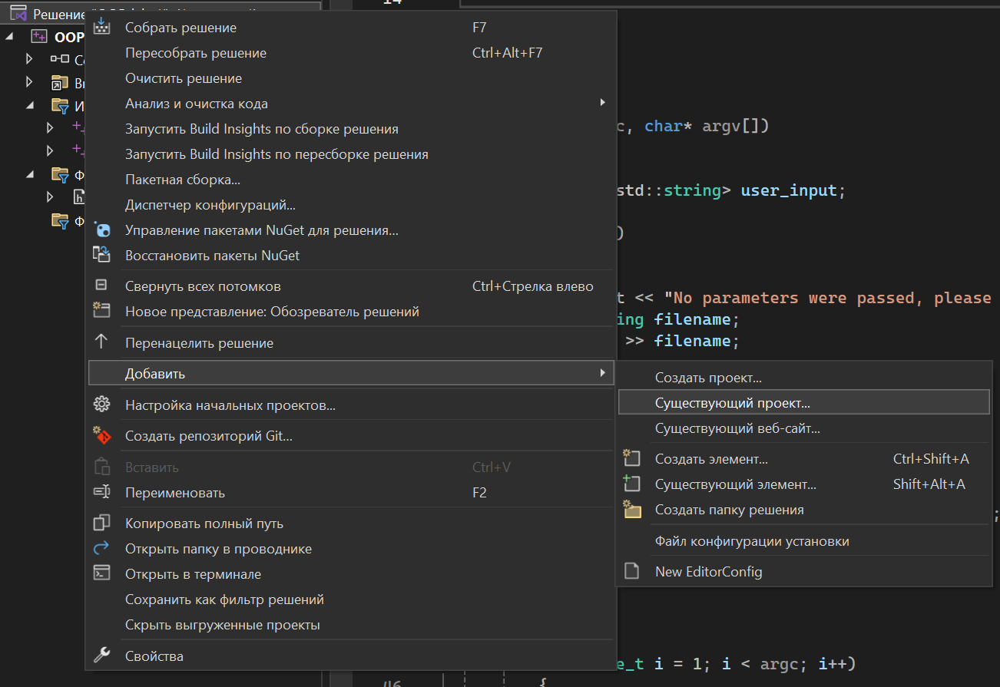 Решение
14
OOP
Собрать решение F7
Пересобрать решение Ctrl+Alt+F7
Очистить решение
Анализ и очистка кода
Запустить Build Insights по сборке решения
c, char* argv[])
Запустить Build Insights по пересборке решения
Пакетная сборка...
std::string> user_input;
Диспетчер конфигураций...
Управление пакетами NuGet для решения...
)
Восстановить пакеты NuGet
Свернуть всех потомков Ctrl+Стрелка влево
t << "No parameters were passed, please
Новое представление: Обозреватель решений
ing filename;
Перенацелить решение
>> filename;
Добавить
Создать проект...
Настройка начальных проектов...
Существующий проект...
Существующий веб-сайт...
Создать репозиторий Git...
Создать элемент... Ctrl+Shift+A
Вставить Ctrl+V
Существующий элемент... Shift+Alt+A
Переименовать F2
Создать папку решения
;
Копировать полный путь
Файл конфигурации установки
Открыть папку в проводнике
New EditorConfig
Открыть в терминале
Сохранить как фильтр решений
Скрыть выгруженные проекты
Свойства
e_t i = 1; i < argc; i++)
46 {